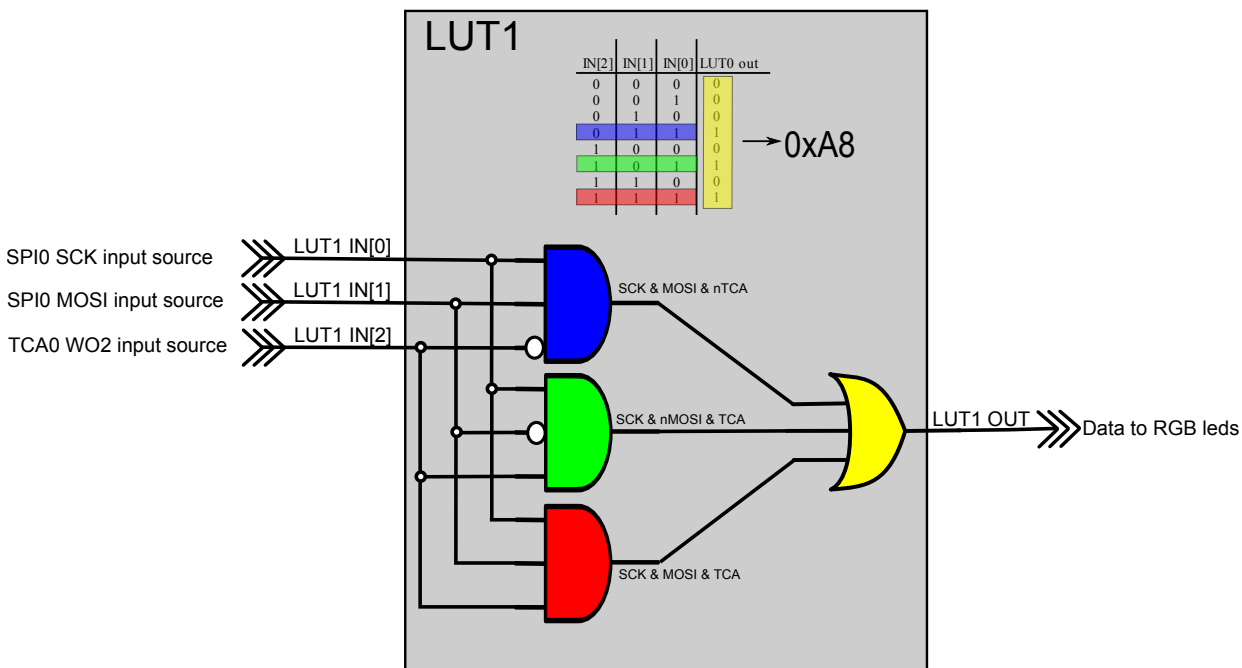 LUT1
IN[2] IN[1] IN[0] LUT0 out
0 0 0 0
0 0 1 0
0 1 0 0
0 1 1 1
1 0 0 0
1 0 1 1
1 1 0 0
1 1 1 1
0xA8
SPI0 SCK input source LUT1 IN[0]
SPI0 MOSI input source LUT1 IN[1]
TCA0 WO2 input source LUT1 IN[2]
SCK & MOSI & nTCA
SCK & nMOSI & TCA
SCK & MOSI & TCA
LUT1 OUT Data to RGB leds